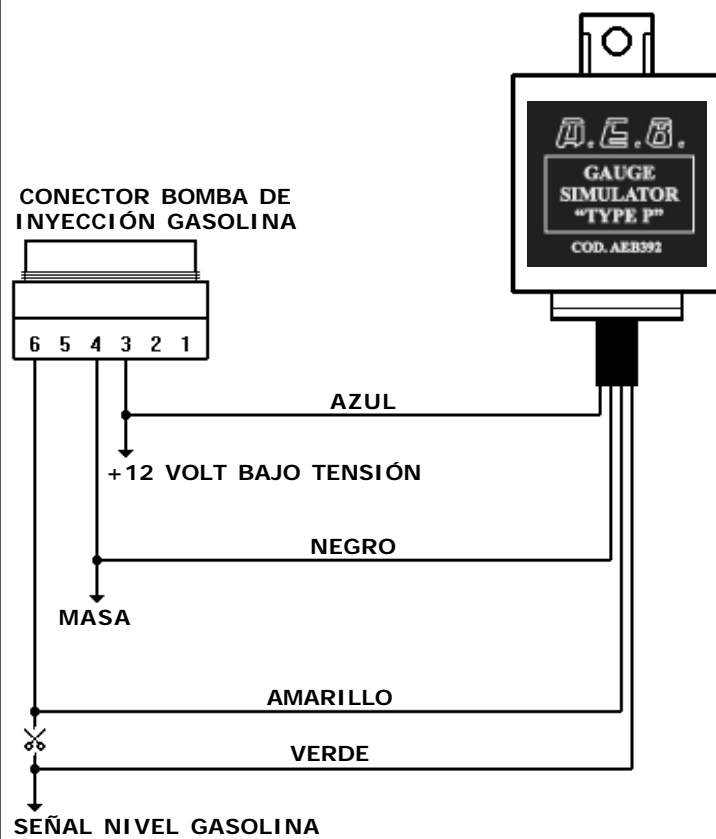 A.E.B.
GAUGE
SIMULATOR
"TYPE P"
COD. AEB392
CONECTOR BOMBA DE
INYECCIÓN GASOLINA
6 5 4 3 2 1
AZUL
+12 VOLT BAJO TENSIÓN
NEGRO
MASA
AMARILLO
VERDE
SEÑAL NIVEL GASOLINA